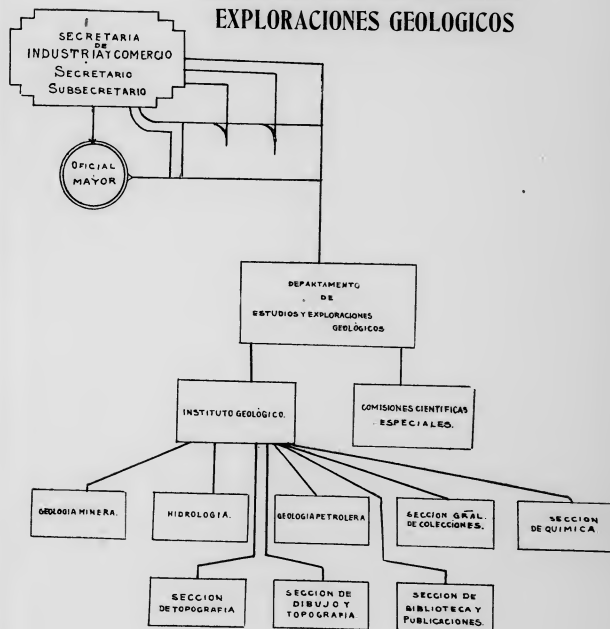 EXPLORACIONES GEOLOGICOS
SECRETARIA
DE
INDUSTRIA Y COMERCIO
SECRETARIO
SUBSECRETARIO
OFICIAL
MAYOR
DEPARTAMENTO
DE
ESTUDIOS Y EXPLORACIONES
GEOLÓGICOS
INSTITUTO GEOLÓGICO.
COMISIONES CIENTIFICAS
ESPECIALES.
GEOLOGIA MINERA.
HIDROLOGIA.
GEOLOGIA PETROLERA
SECCION GRAL.
DE COLECCIONES.
SECCION
DE QUIMICA.
SECCION
DE TOPOGRAFIA
SECCION DE
DIBUJO Y
TOPOGRAFIA
SECCION DE
BIBLIOTECA Y
PUBLICACIONES.